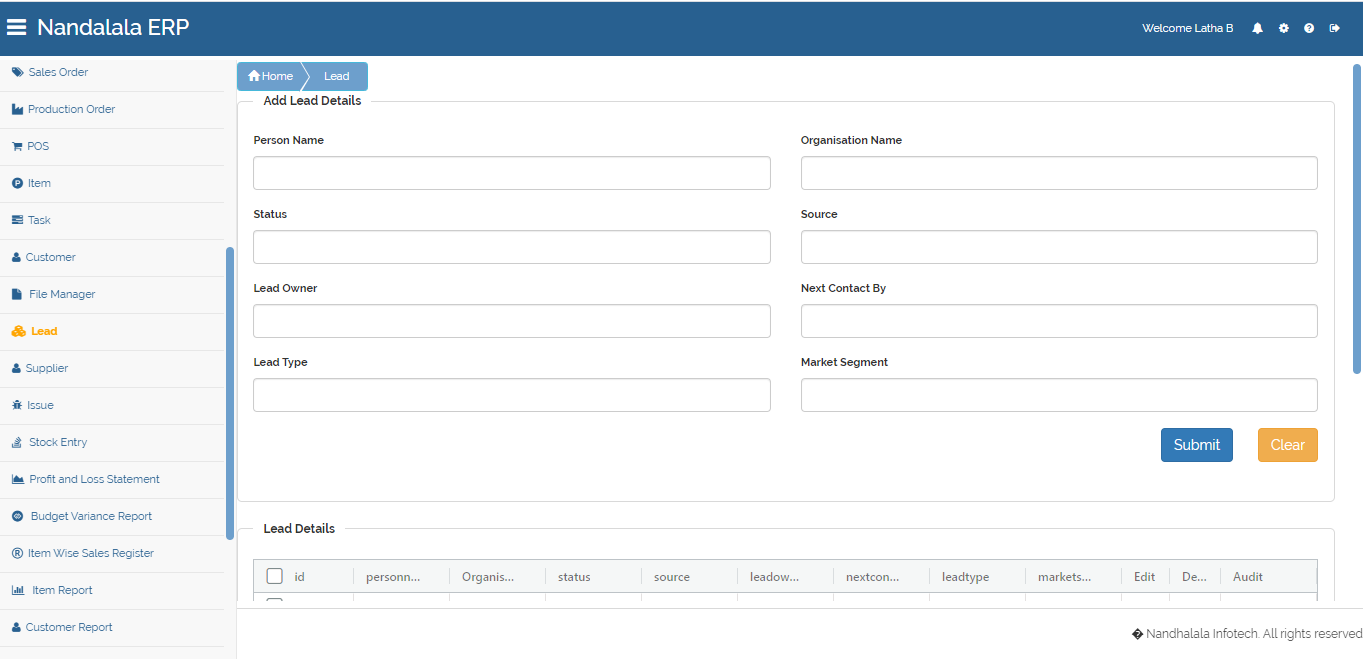 Nandalala ERP
Welcome Latha B
Sales Order
Production Order
POS
Item
Task
Customer
File Manager
Lead
Supplier
Issue
Stock Entry
Profit and Loss Statement
Budget Variance Report
Item Wise Sales Register
Item Report
Customer Report
Home Lead
Add Lead Details
Person Name Organisation Name
Status Source
Lead Owner Next Contact By
Lead Type Market Segment
Submit Clear
Lead Details
id personn... Organis... status source leadow... nextcon... leadtype markets... Edit De... Audit
� Nandhalala Infotech. All rights reserved